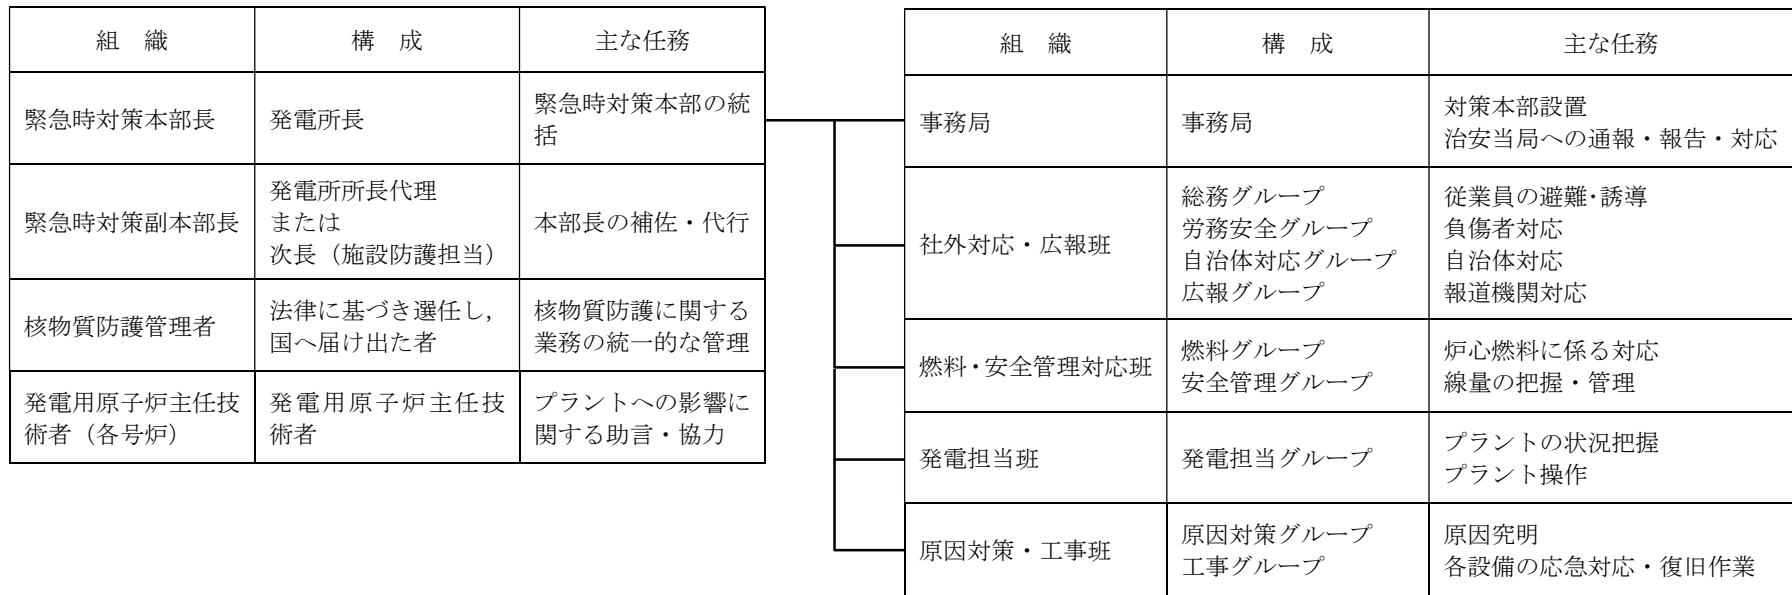 組　織
構　成
主な任務
緊急時対策本部長
発電所長
緊急時対策本部の統
括
緊急時対策副本部長
発電所所長代理
または
次長（施設防護担当）
本部長の補佐・代行
核物質防護管理者
法律に基づき選任し，
国へ届け出た者
核物質防護に関する
業務の統一的な管理
発電用原子炉主任技
術者（各号炉）
発電用原子炉主任技
術者
プラントへの影響に
関する助言・協力
組　織
構　成
主な任務
事務局
事務局
対策本部設置
治安当局への通報・報告・対応
社外対応・広報班
総務グループ
労務安全グループ
自治体対応グループ
広報グループ
従業員の避難・誘導
負傷者対応
自治体対応
報道機関対応
燃料・安全管理対応班
燃料グループ
安全管理グループ
炉心燃料に係る対応
線量の把握・管理
発電担当班
発電担当グループ
プラントの状況把握
プラント操作
原因対策・工事班
原因対策グループ
工事グループ
原因究明
各設備の応急対応・復旧作業